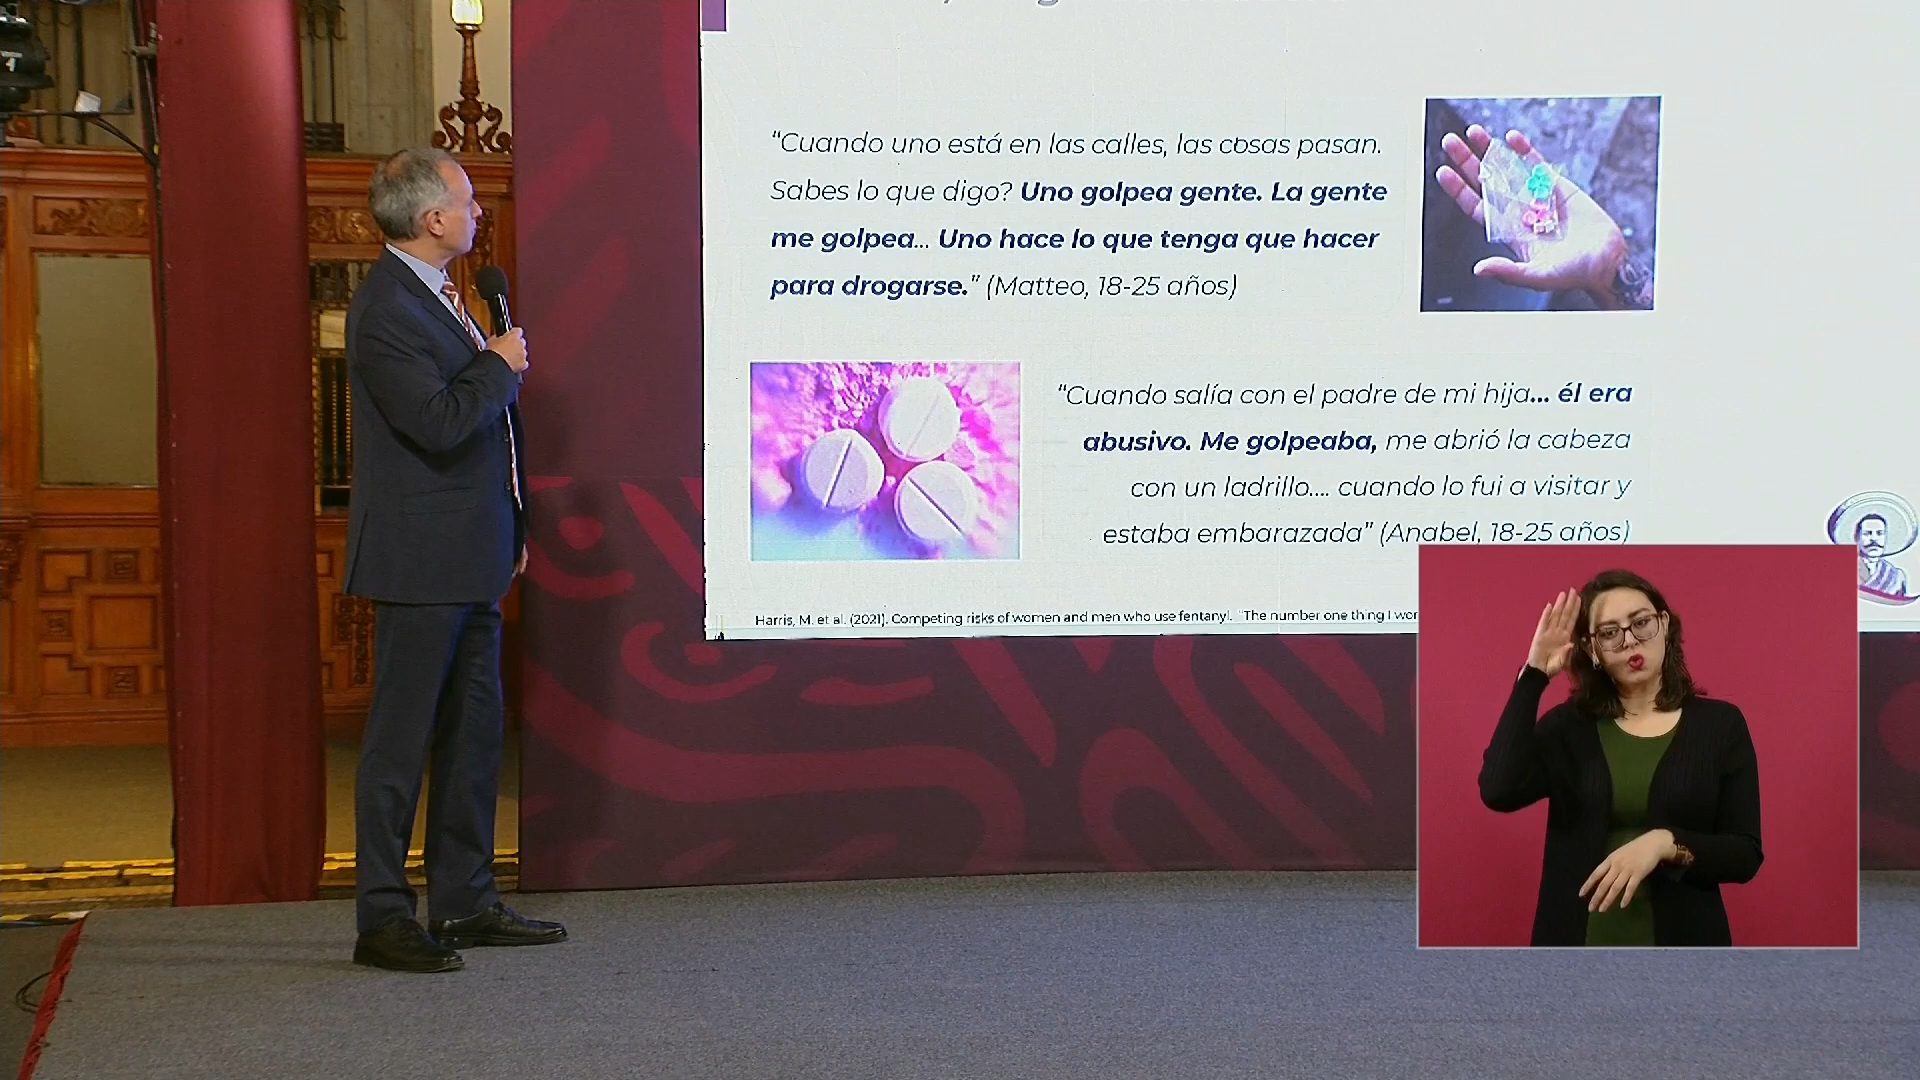 “Cuando uno está en las calles, las cosas pasan.
Sabes lo que digo? Uno golpea gente. La gente
me golpea... Uno hace lo que tenga que hacer
para drogarse.” (Matteo, 18-25 años)
“Cuando salía con el padre de mi hija... él era
abusivo. Me golpeaba, me abrió la cabeza
con un ladrillo.... cuando lo fui a visitar y
estaba embarazada” (Anabel, 18-25 años)
Harris, M. et al. (2021). Competing risks of women and men who use fentanyl. “The number one thing I